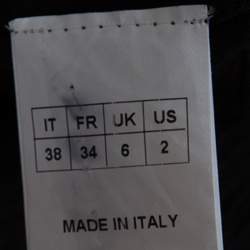 IT FR UK US
38 34 6 2
MADE IN ITALY